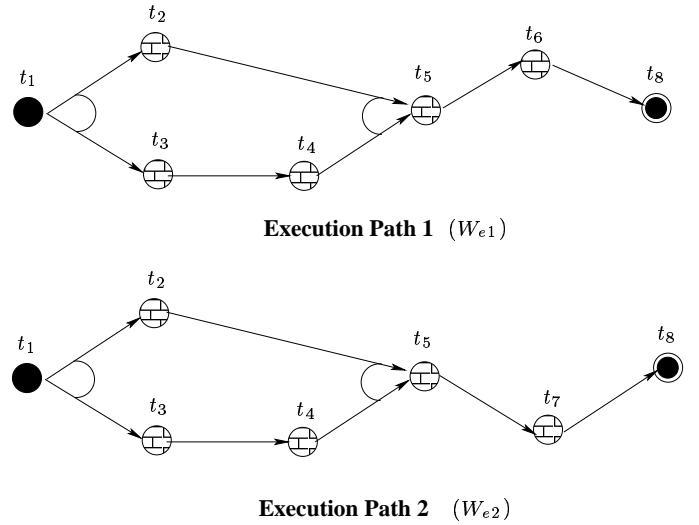 t2
t6
t1
t5
t8
t3
t4
Execution Path 1 (We1)
t2
t8
t1
t5
t3
t4
t7
Execution Path 2 (We2)